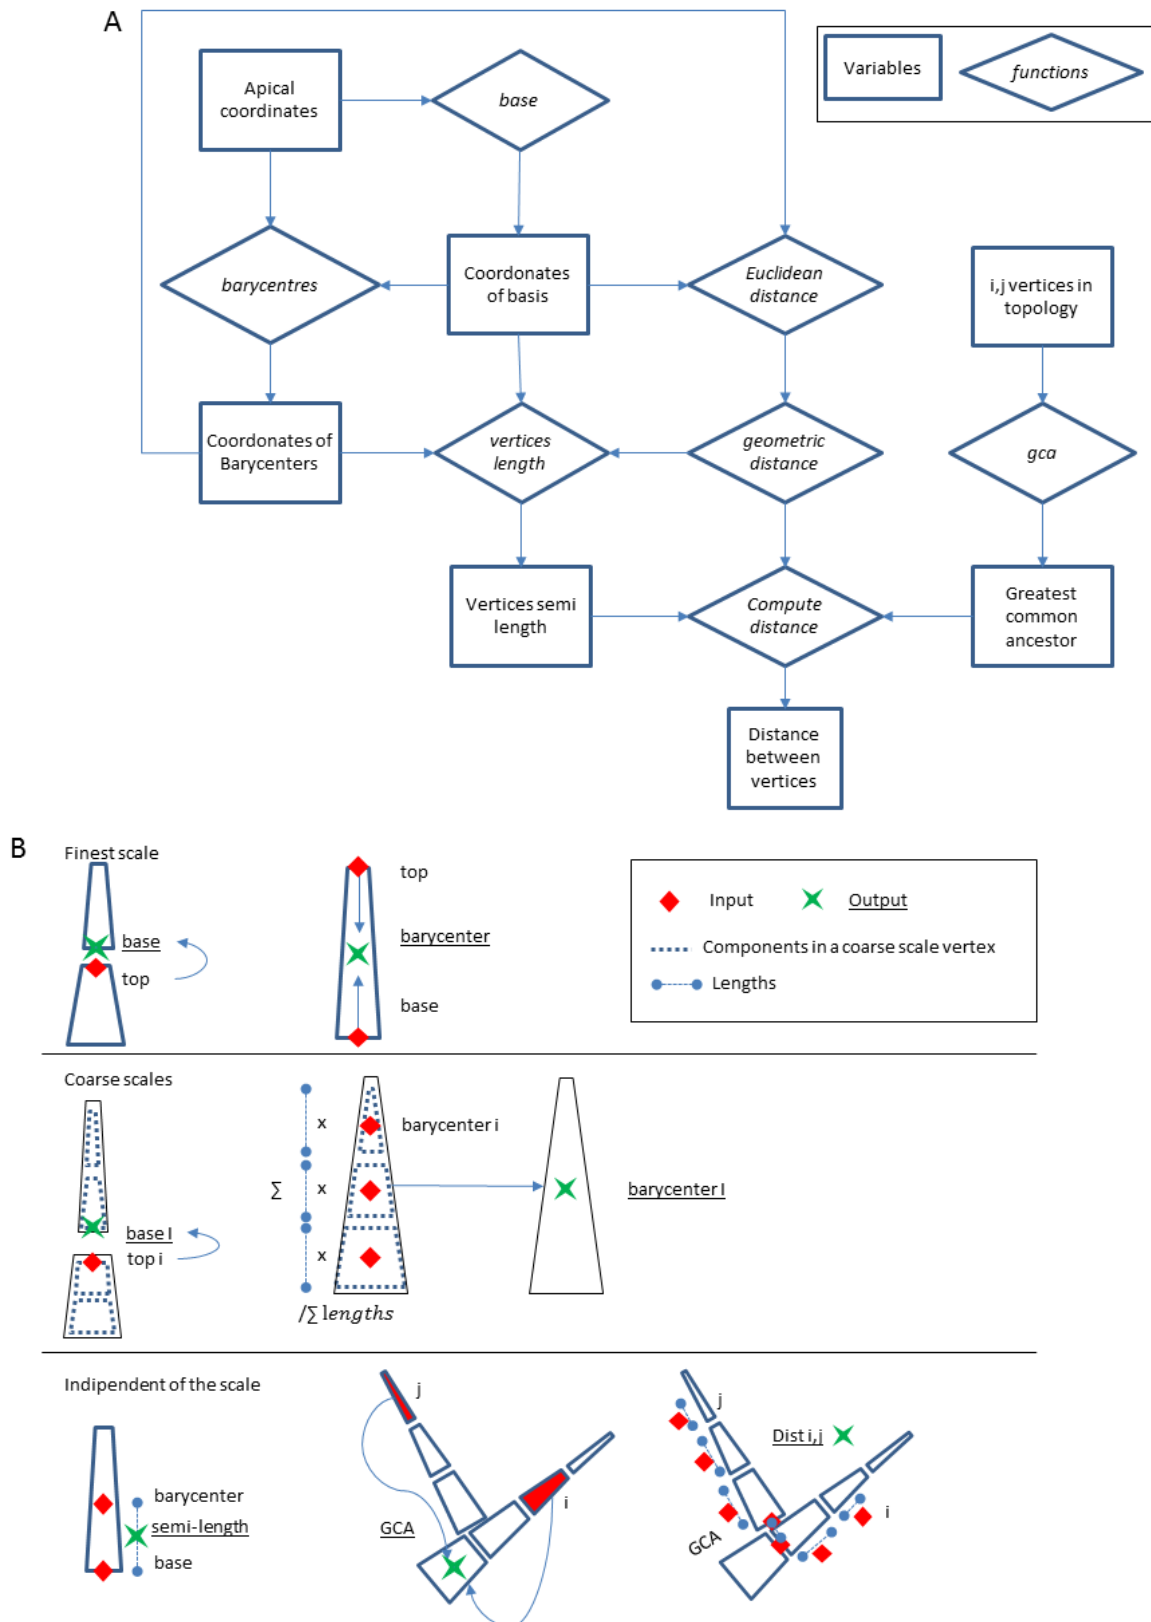 A
Apical
coordinates
base
Variables
functions
barycentres
Coordonates
of basis
Euclidean
distance
i,j vertices in
topology
Coordonates of
Barycenters
vertices
length
geometric
distance
gca
Vertices semi
length
Compute
distance
Greatest
common
ancestor
Distance
between
vertices
B
Finest scale
base
top
top
barycenter
base
Input
Output
Components in a coarse scale vertex
Lengths
Coarse scales
base I
top i
∑
x
x
x
/∑ lengths
barycenter i
barycenter I
Indipendent of the scale
barycenter
semi-length
base
j
i
GCA
j
Dist i,j
i
GCA